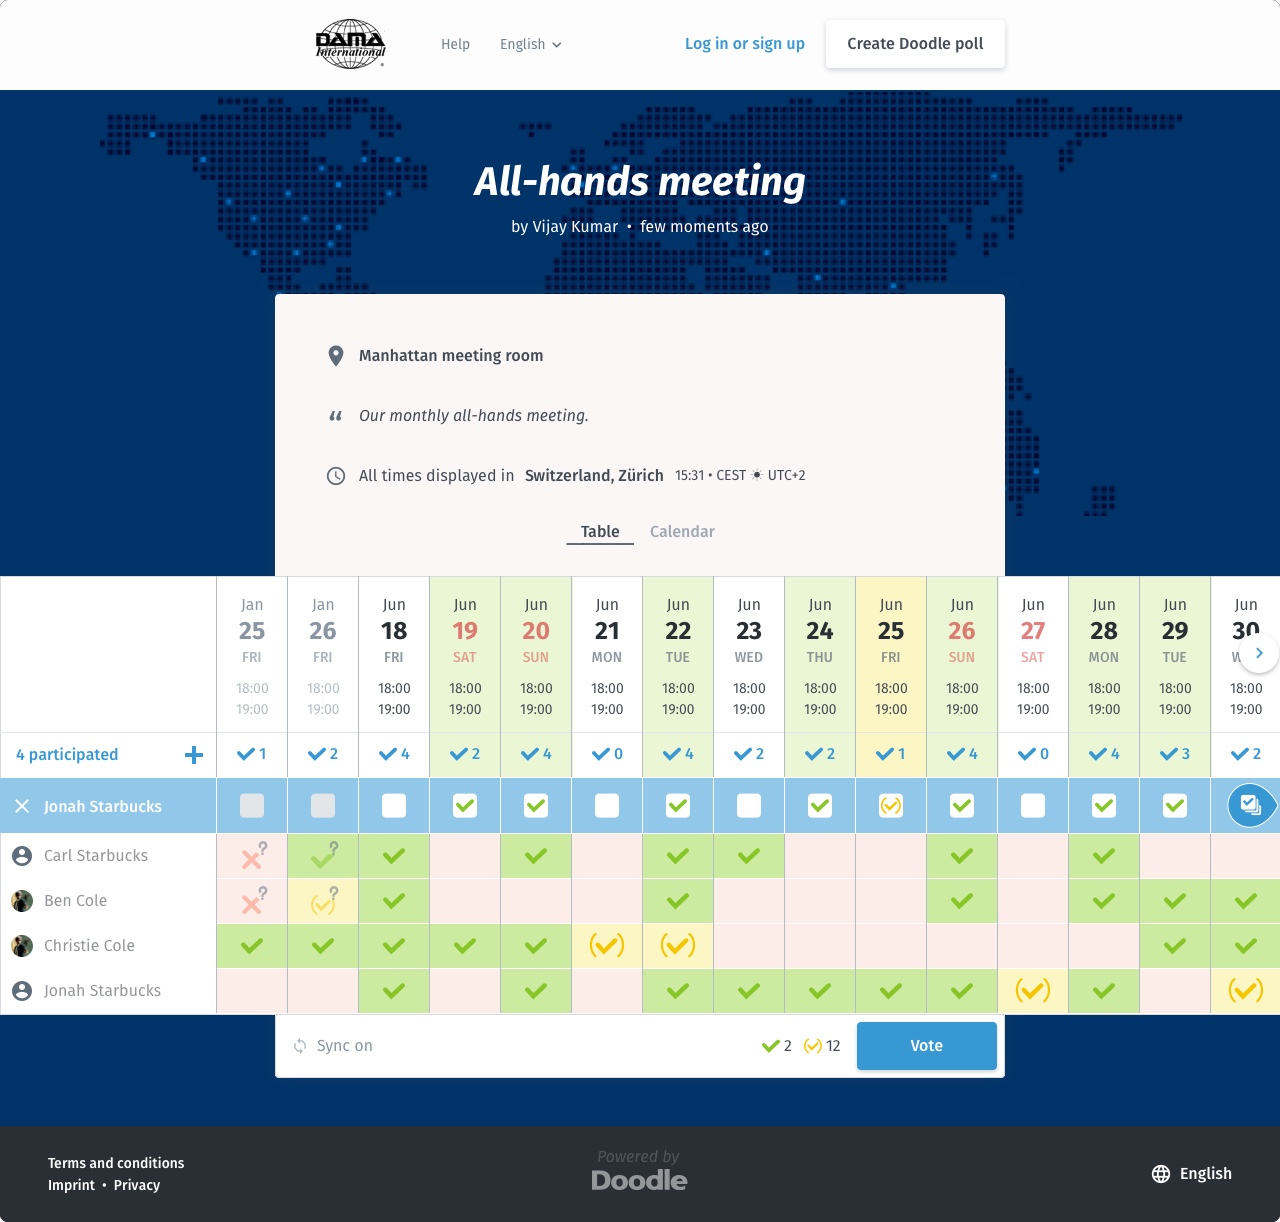 DAMA
International
Help English Log in or sign up Create Doodle poll
All-hands meeting
by Vijay Kumar • few moments ago
Manhattan meeting room
“ Our monthly all-hands meeting.
All times displayed in Switzerland, Zürich 15:31 • CEST ☀ UTC+2
Table Calendar
Jan Jan Jun Jun Jun Jun Jun Jun Jun Jun Jun Jun Jun Jun Jun
25 26 18 19 20 21 22 23 24 25 26 27 28 29 30
FRI FRI FRI SAT SUN MON TUE WED THU FRI SUN SAT MON TUE
18:00 18:00 18:00 18:00 18:00 18:00 18:00 18:00 18:00 18:00 18:00 18:00 18:00 18:00 18:00
19:00 19:00 19:00 19:00 19:00 19:00 19:00 19:00 19:00 19:00 19:00 19:00 19:00 19:00 19:00
4 participated 1 2 4 2 4 0 4 2 2 1 4 0 4 3 2
Jonah Starbucks
Carl Starbucks ? ?
Ben Cole ? ?
Christie Cole
Jonah Starbucks
Sync on 2 12 Vote
Terms and conditions
Imprint • Privacy
Powered by
Doodle
English